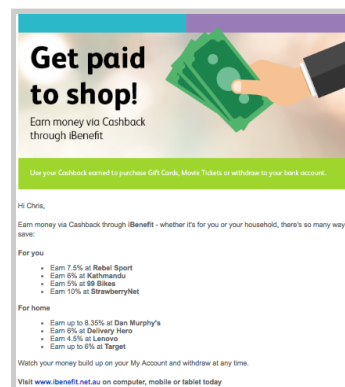 Get paid
to shop!
Earn money via Cashback
through iBenefit
Use your Cashback earned to purchase Gift Cards, Movie Tickets or withdraw to your bank account.
Hi Chris,
Earn money via Cashback through iBenefit - whether it's for you or your household, there's so many way
save:
For you
• Earn 7.5% at Rebel Sport
• Earn 6% at Kathmandu
• Earn 5% at 99 Bikes
• Earn 10% at StrawberryNet
For home
• Earn up to 8.35% at Dan Murphy's
• Earn 6% at Delivery Hero
• Earn 4.5% at Lenovo
• Earn up to 6% at Target
Watch your money build up on your My Account and withdraw at any time.
Visit www.ibenefit.net.au on computer, mobile or tablet today